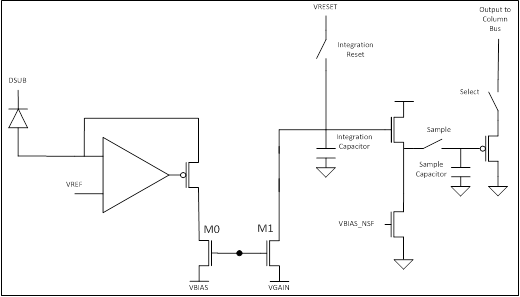 VRESET
Output to
Column
Bus
Integration
Reset
DSUB
Select
Sample
Integration
Capacitor
Sample
Capacitor
VREF
M0
M1
VBIAS_NSF
VBIAS
VGAIN